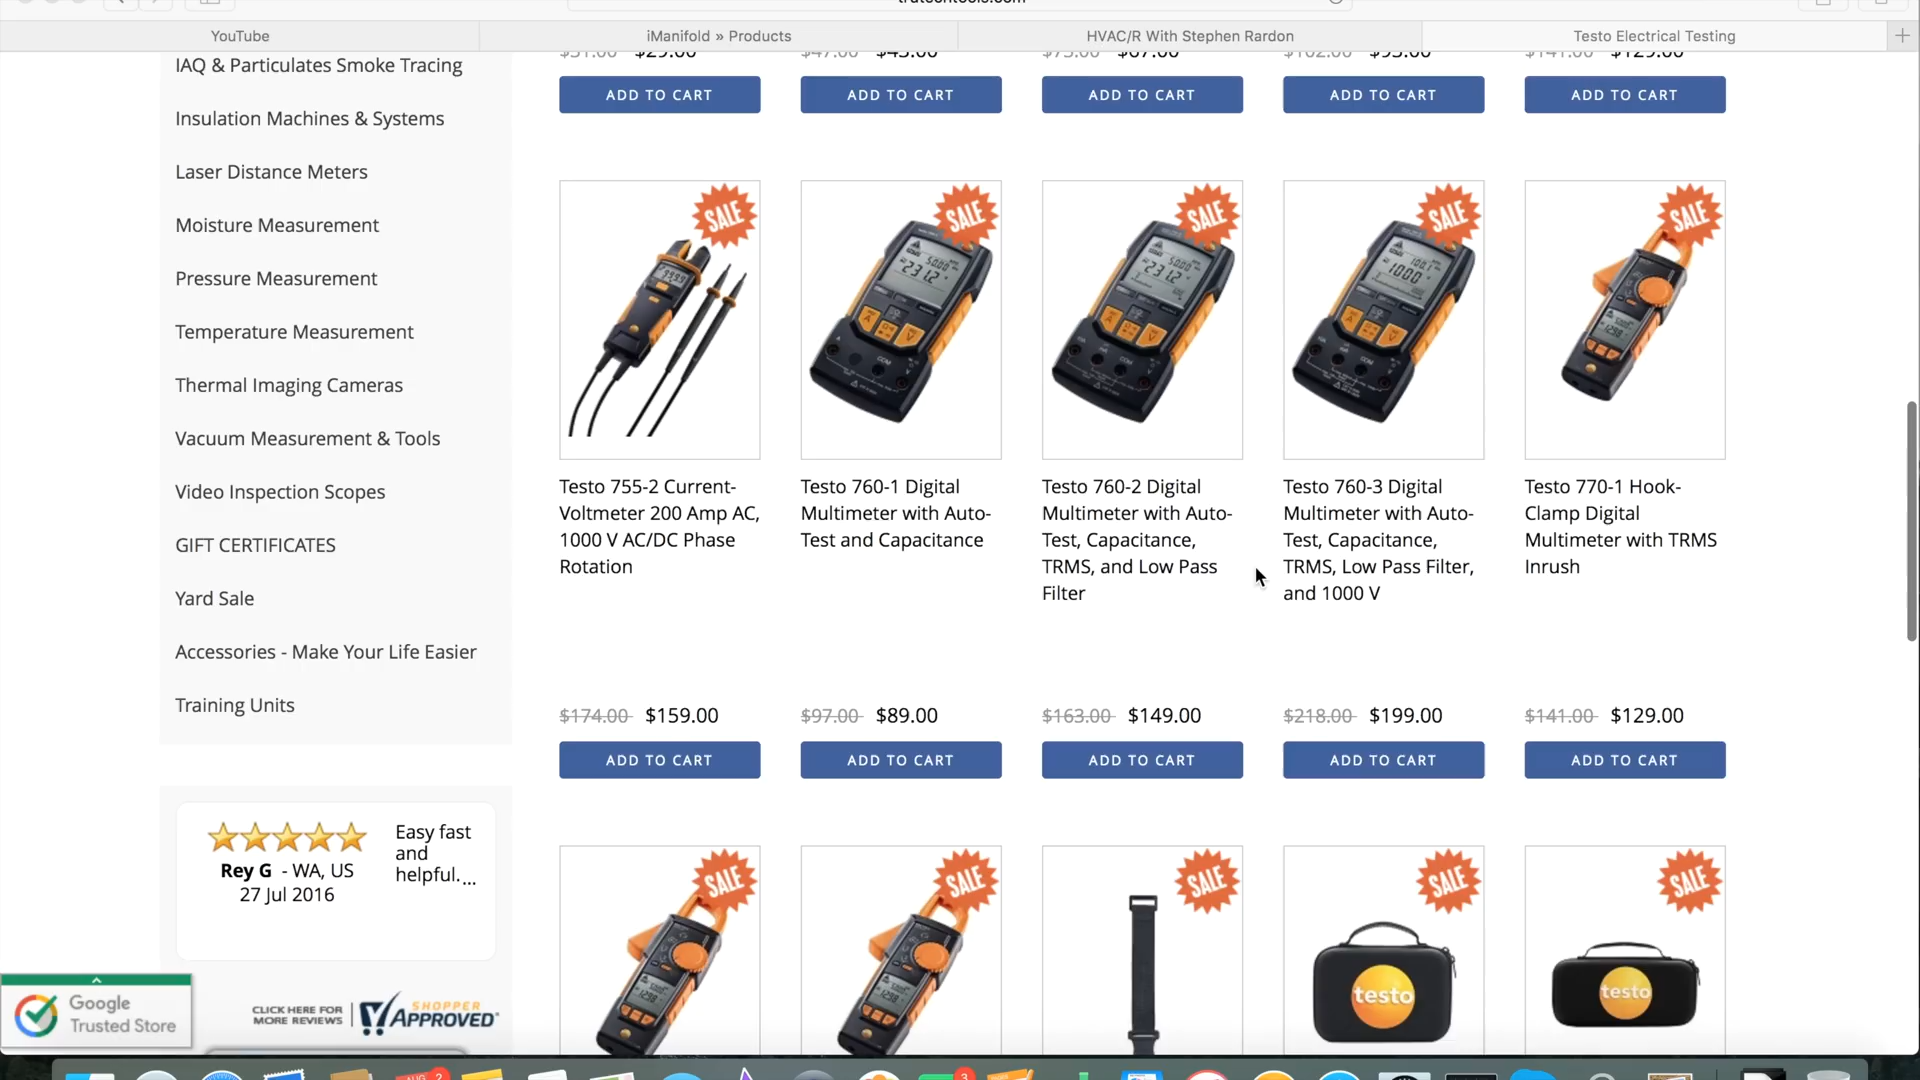 YouTube
iManifold » Products
HVAC/R With Stephen Rardon
Testo Electrical Testing
IAQ & Particulates Smoke Tracing
Insulation Machines & Systems
Laser Distance Meters
Moisture Measurement
Pressure Measurement
Temperature Measurement
Thermal Imaging Cameras
Vacuum Measurement & Tools
Video Inspection Scopes
GIFT CERTIFICATES
Yard Sale
Accessories - Make Your Life Easier
Training Units
ADD TO CART
ADD TO CART
ADD TO CART
ADD TO CART
ADD TO CART
SALE
SALE
SALE
SALE
SALE
Testo 755-2 Current-
Voltmeter 200 Amp AC,
1000 V AC/DC Phase
Rotation
$174.00 $159.00
ADD TO CART
Testo 760-1 Digital
Multimeter with Auto-
Test and Capacitance
$97.00 $89.00
ADD TO CART
Testo 760-2 Digital
Multimeter with Auto-
Test, Capacitance,
TRMS, and Low Pass
Filter
$163.00 $149.00
ADD TO CART
Testo 760-3 Digital
Multimeter with Auto-
Test, Capacitance,
TRMS, Low Pass Filter,
and 1000 V
$218.00 $199.00
ADD TO CART
Testo 770-1 Hook-
Clamp Digital
Multimeter with TRMS
Inrush
$141.00 $129.00
ADD TO CART
SALE
SALE
SALE
SALE
SALE
testo
testo
Rey G - WA, US
27 Jul 2016
Easy fast
and
helpful....
Google
Trusted Store
CLICK HERE FOR
MORE REVIEWS
SHOPPER
APPROVED